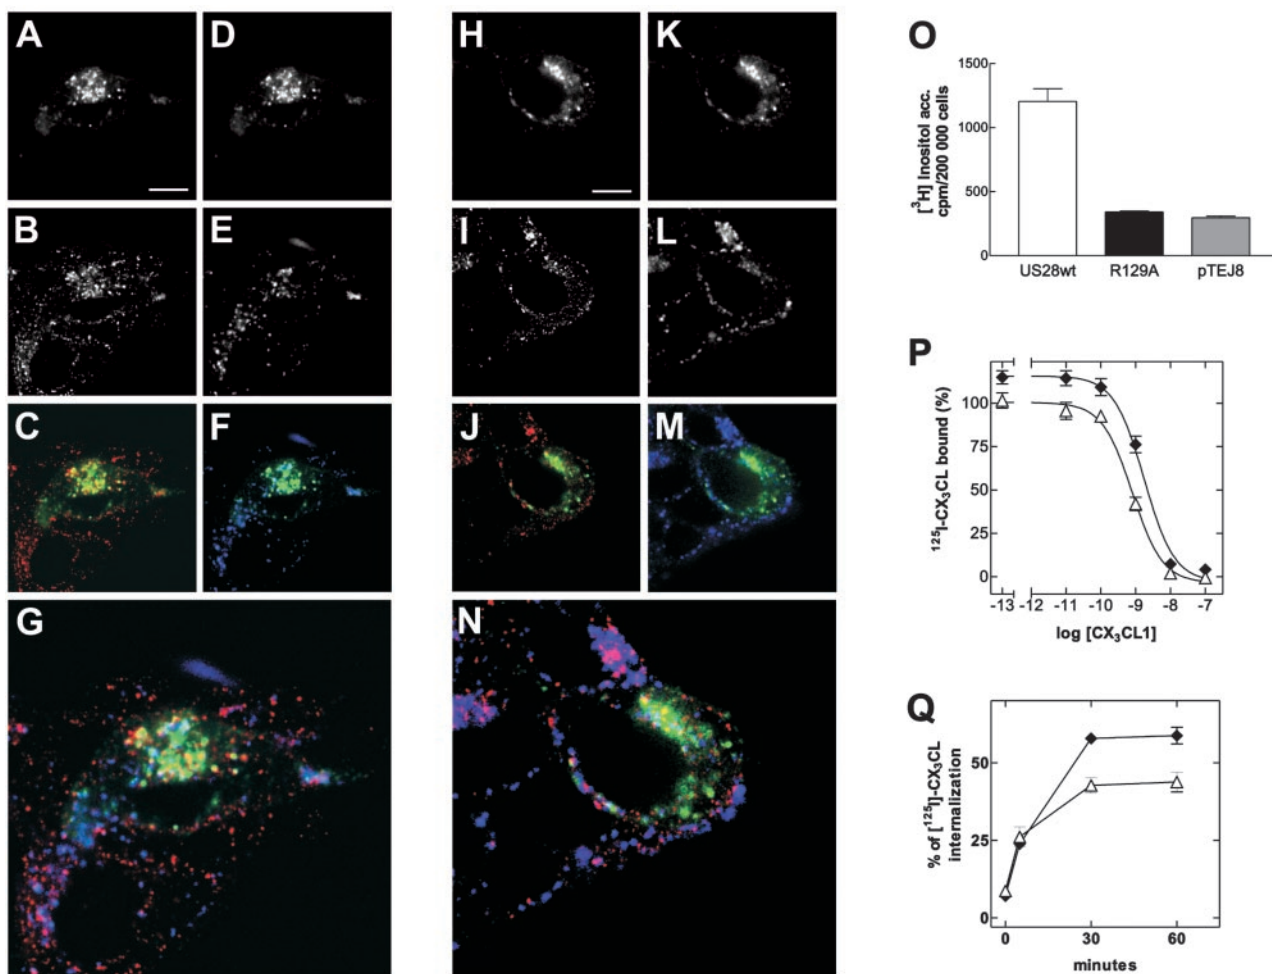 A
D
H
K
B
E
I
L
C
F
J
M
G
N
O
[³H] Inositol acc.
cpm/200 000 cells
1500
1000
500
0
US28wt
R129A
pTEJ8
P
¹²⁵I-CX₃CL bound (%)
100
75
50
25
0
-13 -12 -11 -10 -9 -8 -7
log [CX₃CL1]
Q
% of [¹²⁵I]-CX₃CL
internalization
50
25
0
0 30 60
minutes